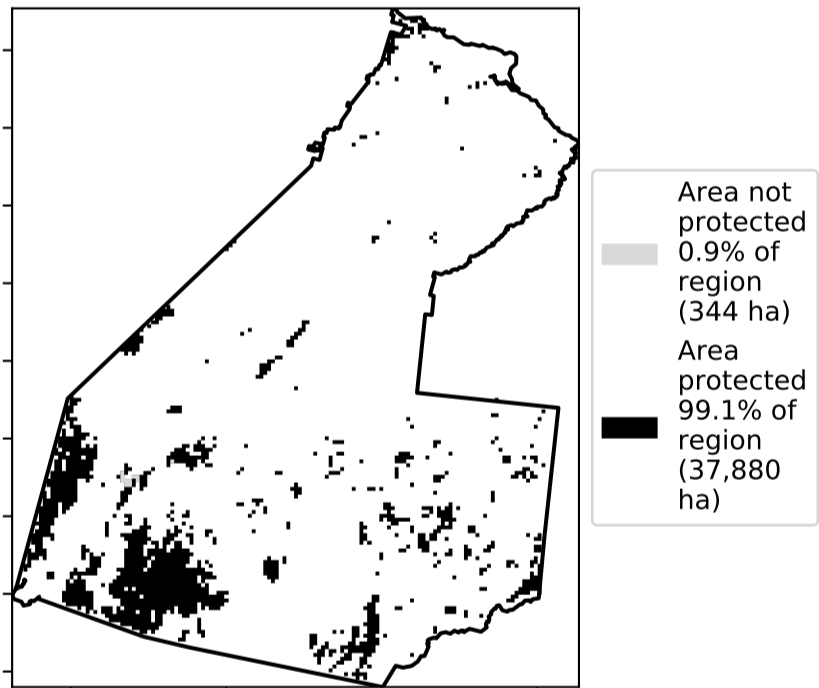 Area not
protected
0.9% of
region
(344 ha)
Area
protected
99.1% of
region
(37,880
ha)